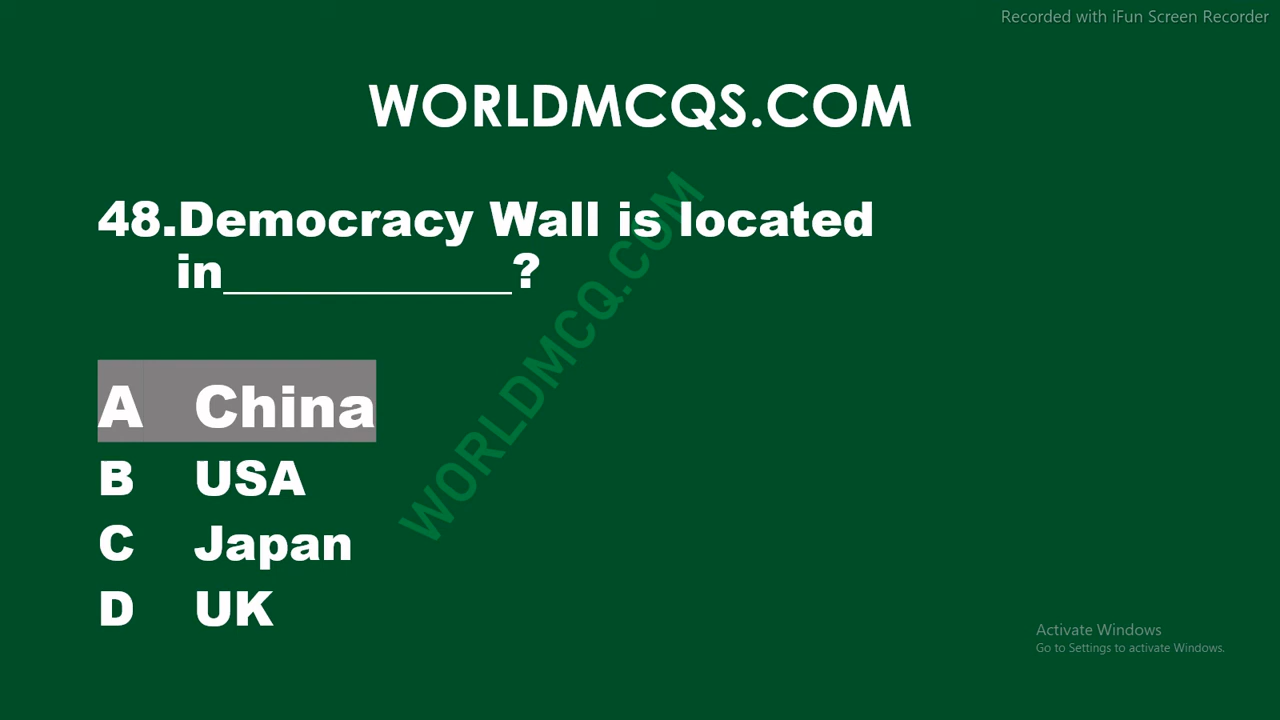 Recorded with iFun Screen Recorder
WORLDMCQS.COM
48.Democracy Wall is located
in____________?
WORLDMCQ.COM
A China
B USA
C Japan
D UK
Activate Windows
Go to Settings to activate Windows.